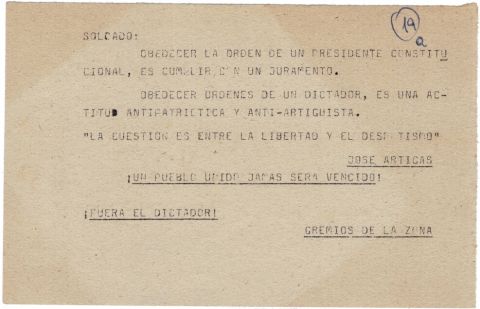 19
a
SOLDADO:
OBEDECER LA ORDEN DE UN PRESIDENTE CONSTITU
CIONAL, ES CUMPLIR CON UN JURAMENTO.
OBEDECER ORDENES DE UN DICTADOR, ES UNA AC-
TITUD ANTIPATRIETICA Y ANTI-ARTIGUISTA.
"LA CUESTION ES ENTRE LA LIBERTAD Y EL DESPOTISMO"
JOSE ARTIGAS
¡UN PUEBLO UNIDO JAMAS SERA VENCIDO!
¡FUERA EL DICTADOR!
GREMIOS DE LA ZONA